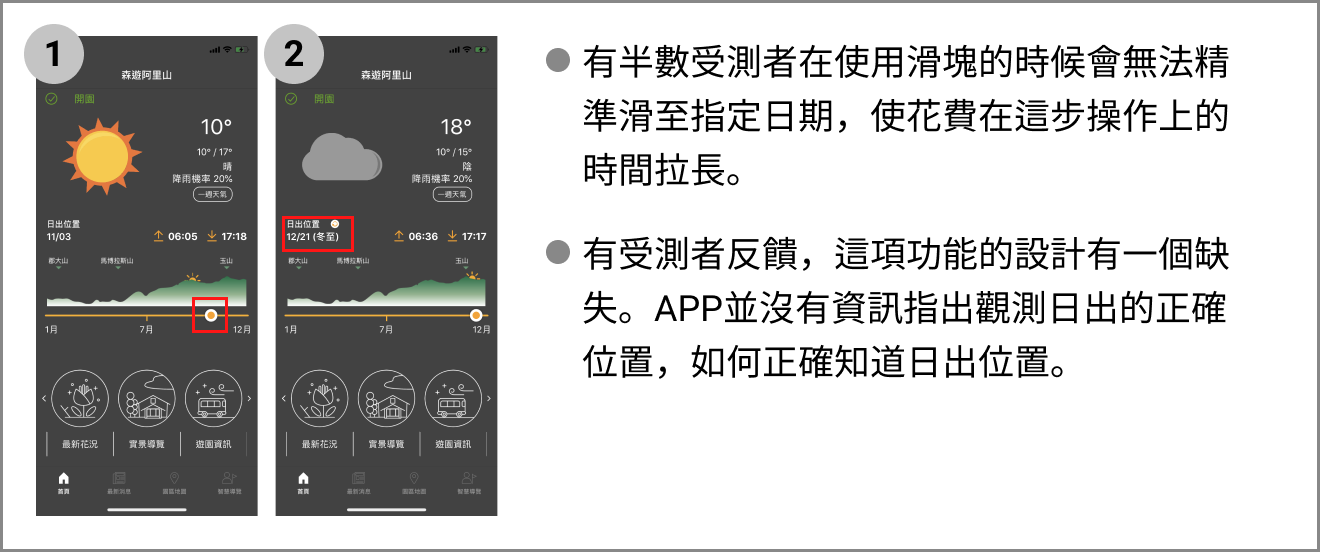 1
森遊阿里山
開園
10°
10° / 17°
晴
降雨機率 20%
一週天氣
日出位置
11/03
06:05
17:18
郡大山
馬博拉斯山
玉山
1月
7月
12月
最新花況
實景導覽
遊園資訊
首頁
最新消息
園區地圖
智慧導覽
2
森遊阿里山
開園
18°
10° / 15°
陰
降雨機率 20%
一週天氣
日出位置
12/21 (冬至)
06:36
17:17
郡大山
馬博拉斯山
玉山
1月
7月
12月
最新花況
實景導覽
遊園資訊
首頁
最新消息
園區地圖
智慧導覽
有半數受測者在使用滑塊的時候會無法精
準滑至指定日期，使花費在這步操作上的
時間拉長。
有受測者反饋，這項功能的設計有一個缺
失。APP並沒有資訊指出觀測日出的正確
位置，如何正確知道日出位置。